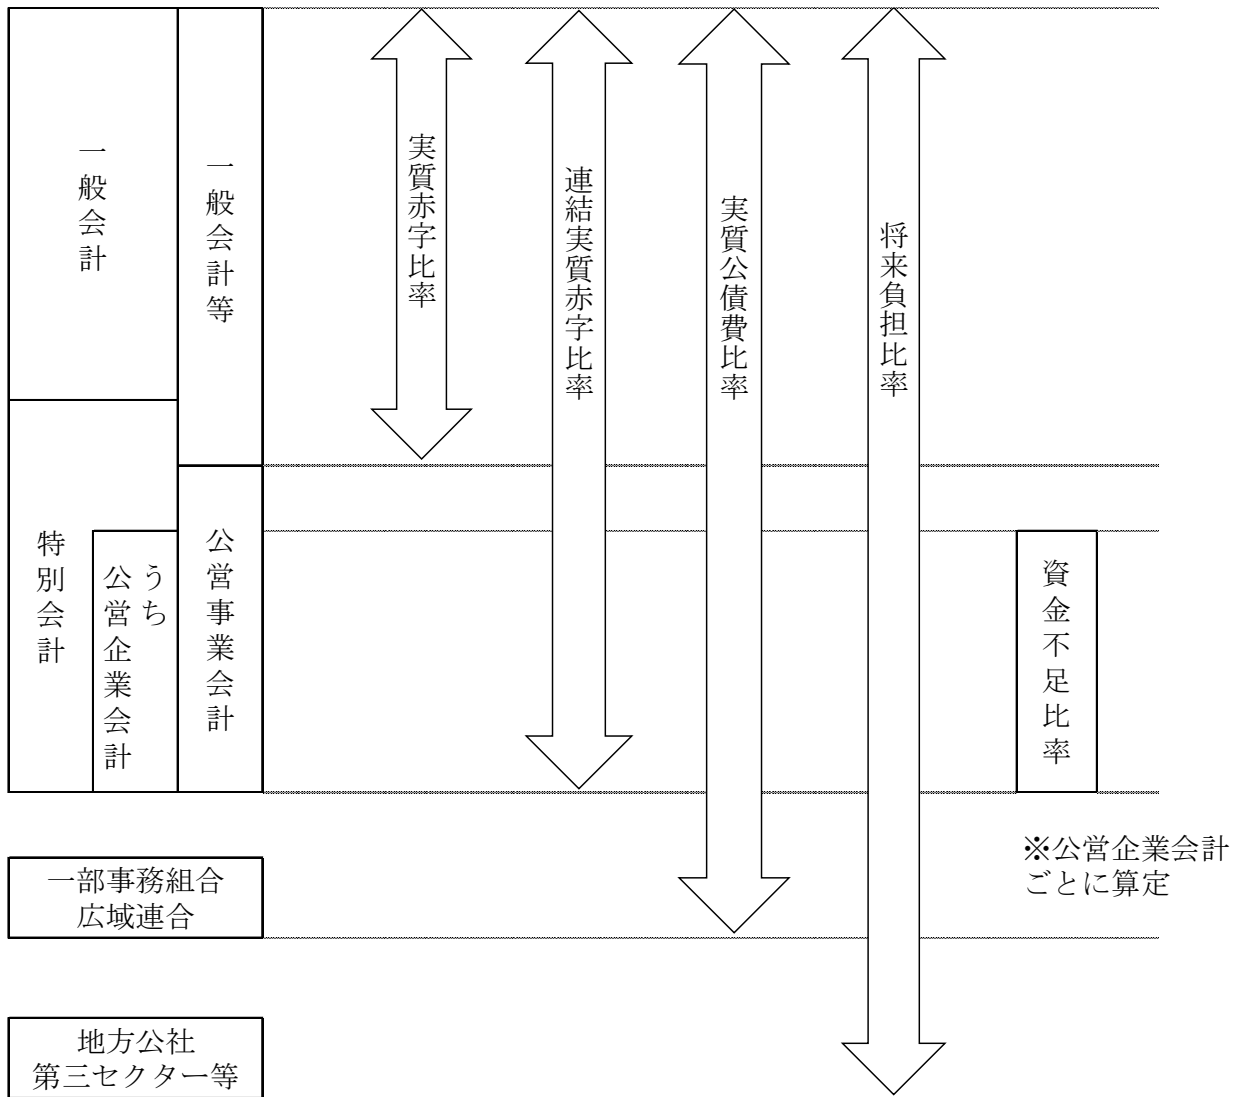 一般会計
一般会計等
特別会計
うち
公営企業会計
公営事業会計
一部事務組合
広域連合
地方公社
第三セクター等
実質赤字比率
連結実質赤字比率
実質公債費比率
将来負担比率
資金不足比率
※公営企業会計
ごとに算定